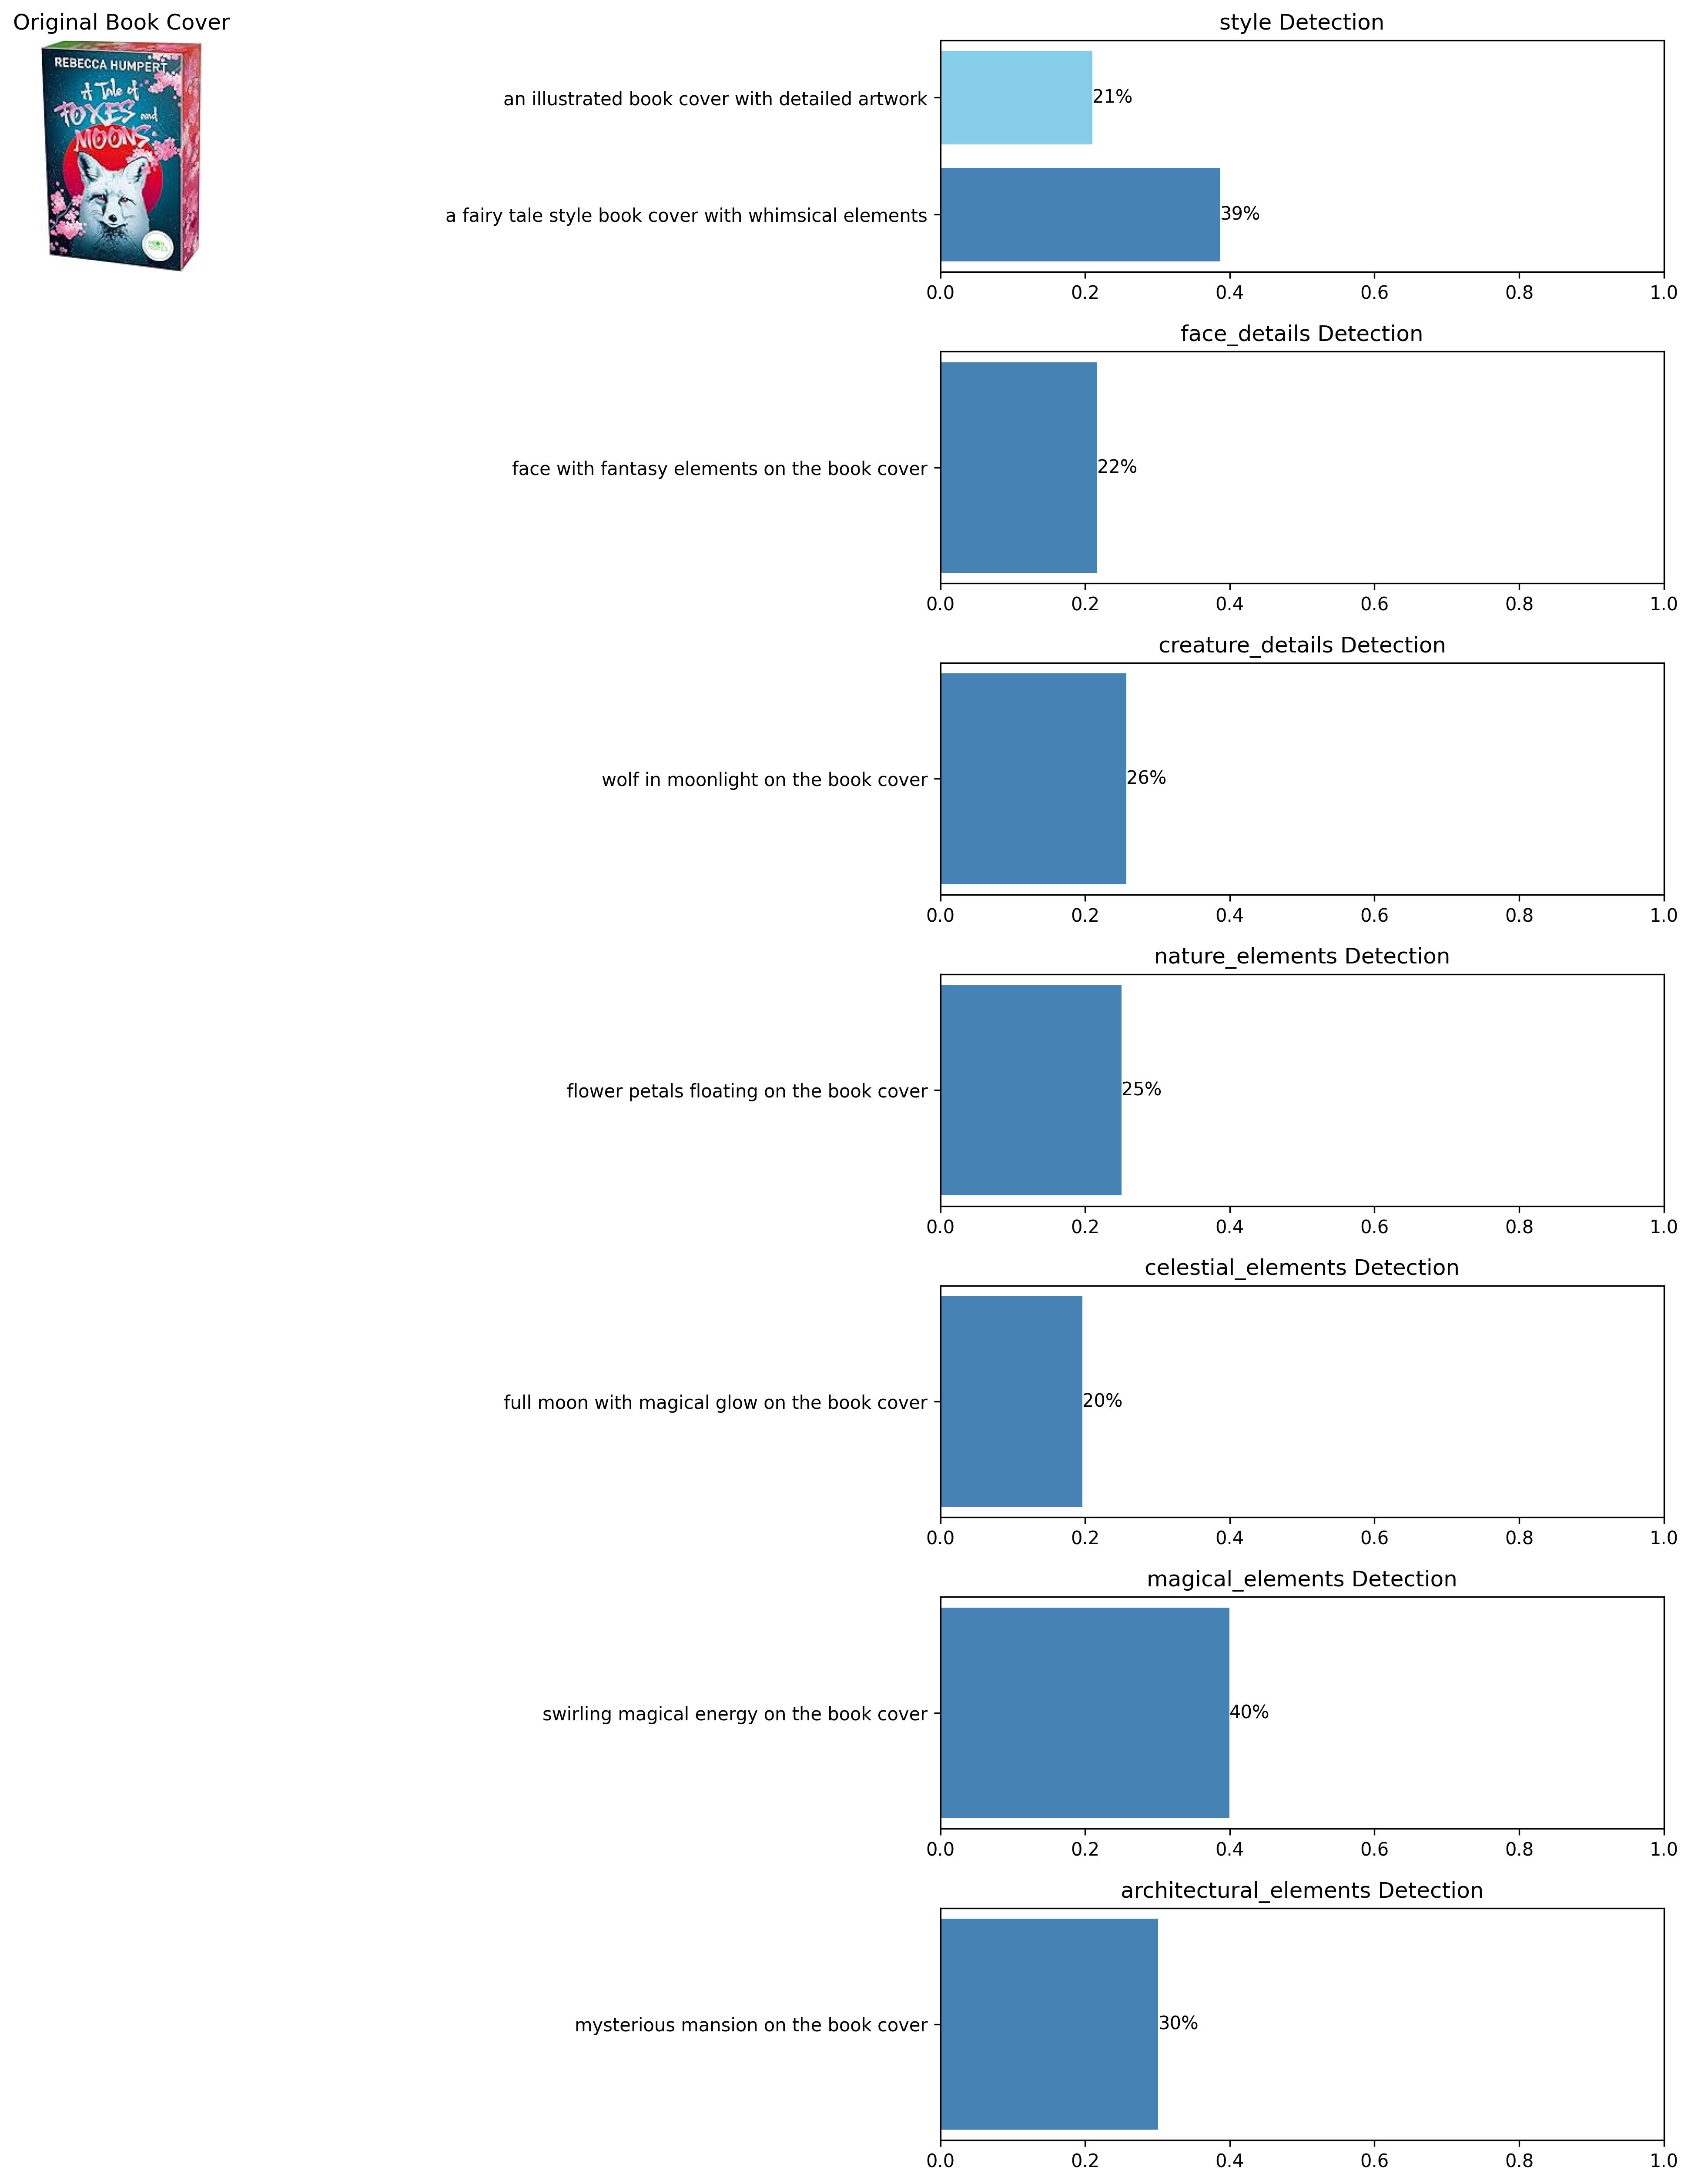 Original Book Cover
REBECCA HUMPERT
A Tale of
FOXES and
MOONS
style Detection
an illustrated book cover with detailed artwork
21%
a fairy tale style book cover with whimsical elements
39%
0.0 0.2 0.4 0.6 0.8 1.0
face_details Detection
face with fantasy elements on the book cover
22%
0.0 0.2 0.4 0.6 0.8 1.0
creature_details Detection
wolf in moonlight on the book cover
26%
0.0 0.2 0.4 0.6 0.8 1.0
nature_elements Detection
flower petals floating on the book cover
25%
0.0 0.2 0.4 0.6 0.8 1.0
celestial_elements Detection
full moon with magical glow on the book cover
20%
0.0 0.2 0.4 0.6 0.8 1.0
magical_elements Detection
swirling magical energy on the book cover
40%
0.0 0.2 0.4 0.6 0.8 1.0
architectural_elements Detection
mysterious mansion on the book cover
30%
0.0 0.2 0.4 0.6 0.8 1.0